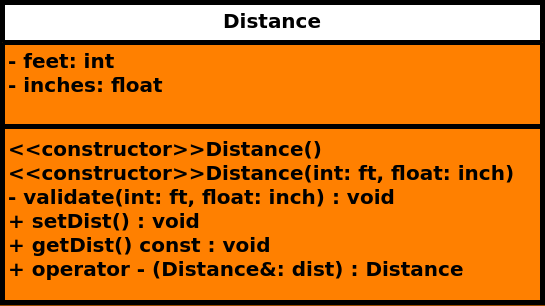 Distance
- feet: int
- inches: float
<<constructor>>Distance()
<<constructor>>Distance(int: ft, float: inch)
- validate(int: ft, float: inch) : void
+ setDist() : void
+ getDist() const : void
+ operator - (Distance&: dist) : Distance